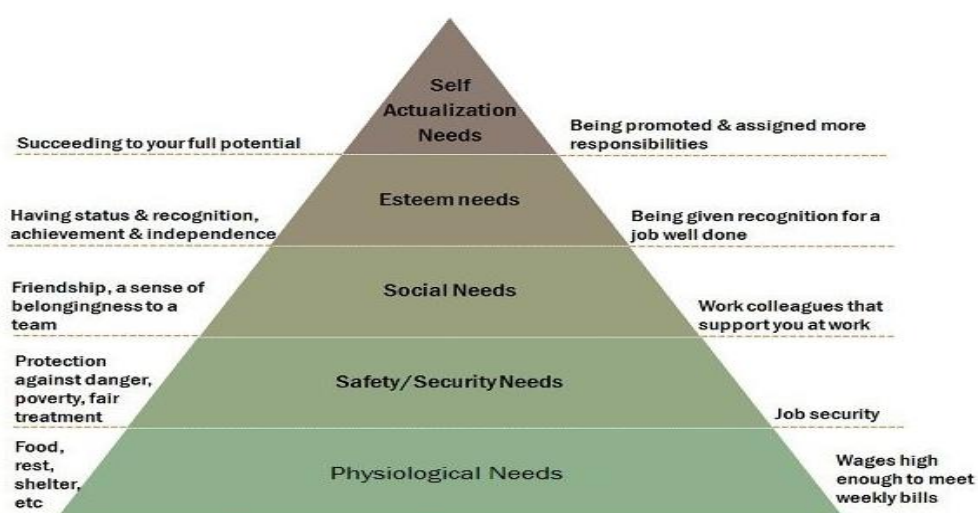 Self
Actualization
Needs
Succeeding to your full potential
Being promoted & assigned more
responsibilities
Esteem needs
Having status & recognition,
achievement & independence
Being given recognition for a
job well done
Social Needs
Friendship, a sense of
belongingness to a
team
Work colleagues that
support you at work
Safety/Security Needs
Protection
against danger,
poverty, fair
treatment
Job security
Physiological Needs
Food,
rest,
shelter,
etc
Wages high
enough to meet
weekly bills